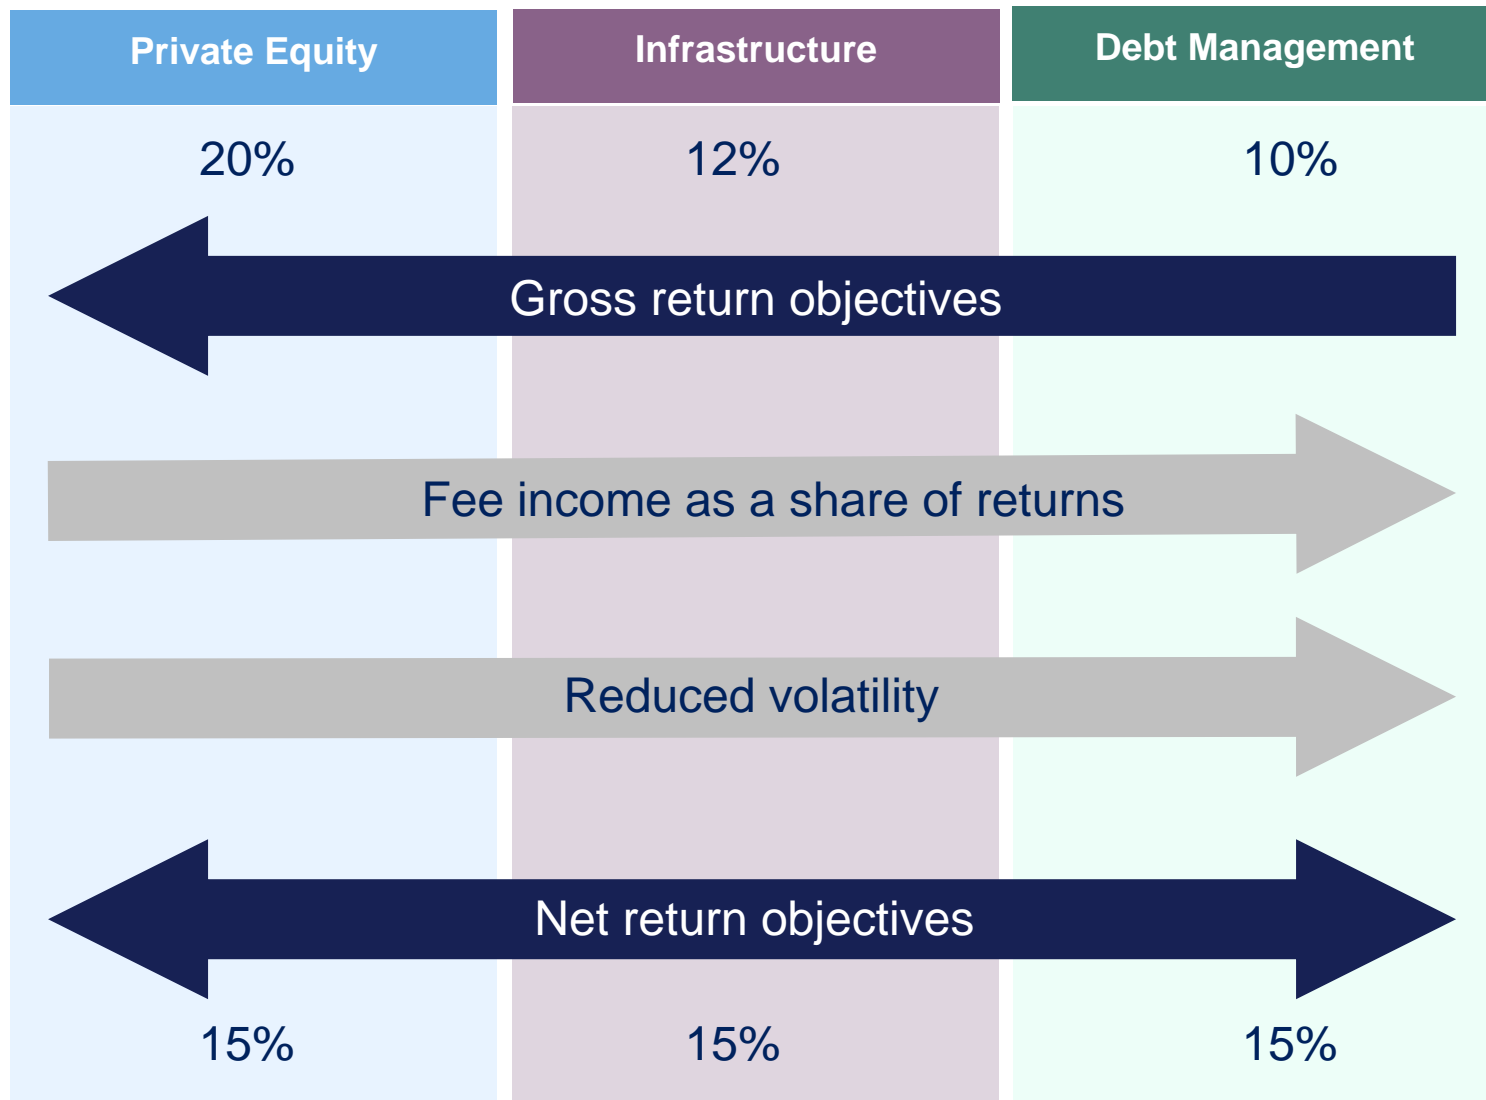 Private Equity
Infrastructure
Debt Management
20%
12%
10%
Gross return objectives
Fee income as a share of returns
Reduced volatility
Net return objectives
15%
15%
15%